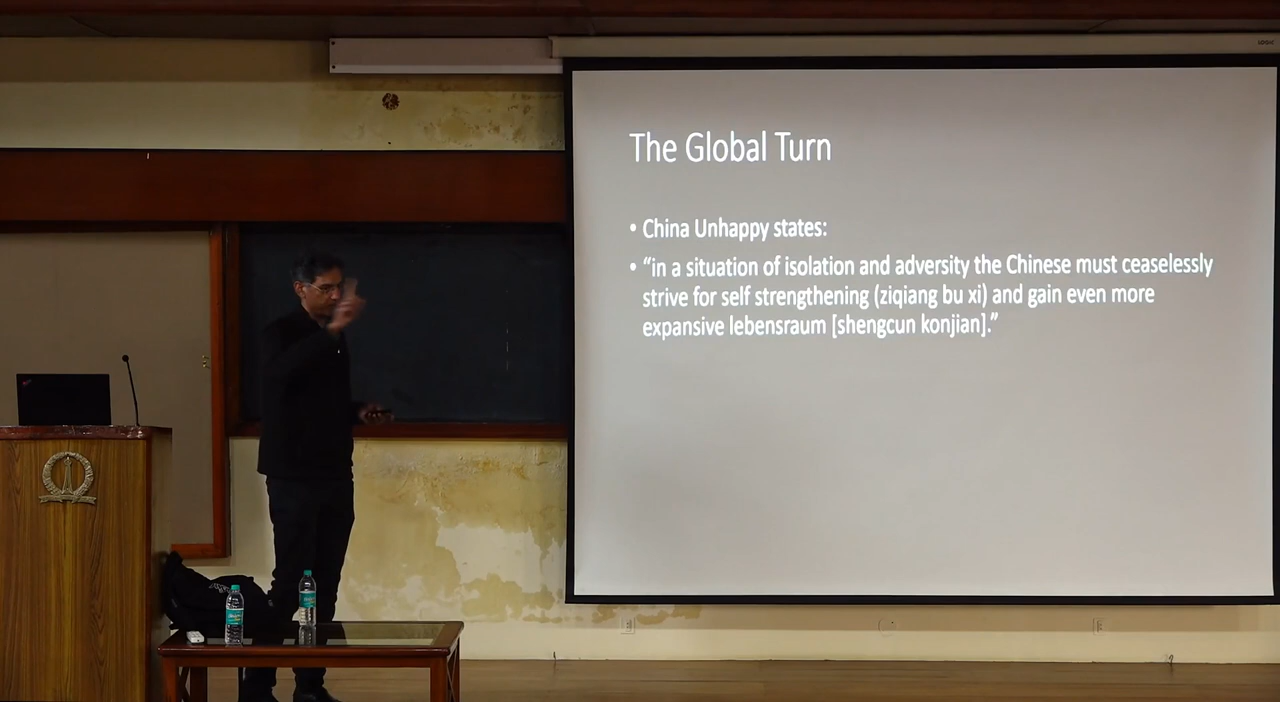 LOGIC
The Global Turn
• China Unhappy states:
• “in a situation of isolation and adversity the Chinese must ceaselessly
strive for self strengthening (ziqiang bu xi) and gain even more
expansive lebensraum [shengcun konjian].”